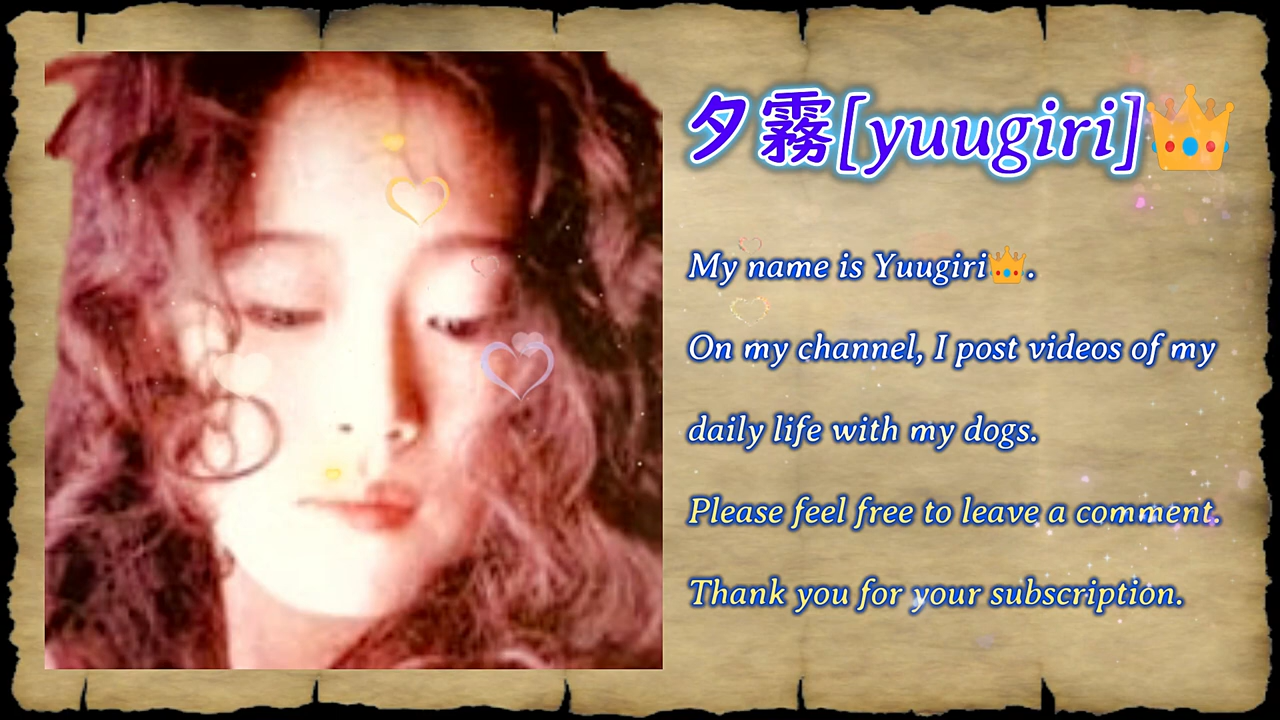 夕霧[yuugiri]👑
My name is Yuugiri👑.
On my channel, I post videos of my
daily life with my dogs.
Please feel free to leave a comment.
Thank you for your subscription.